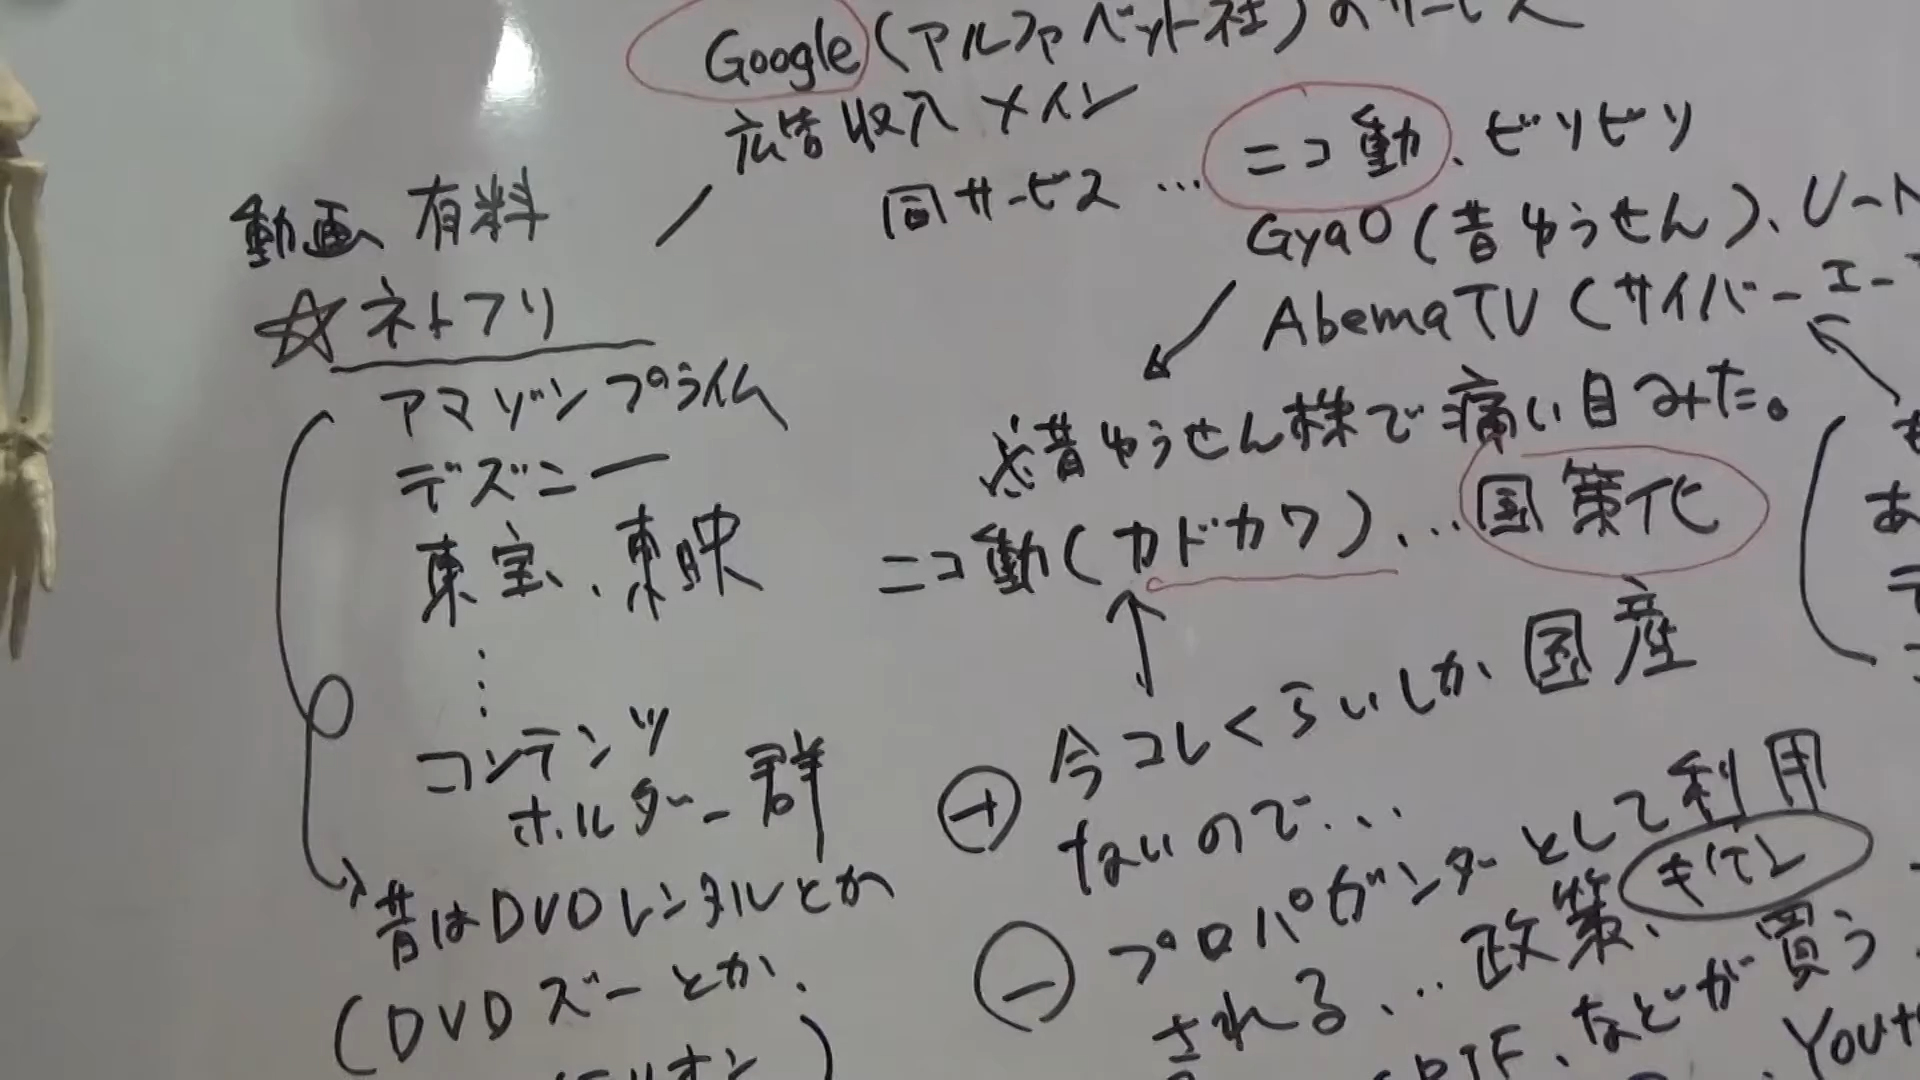 Google(アルファベット社)のサービス
広告収入メイン
同サービス…ニコ動、ビリビリ
GyaO(昔ゆうせん)、U-N
AbemaTV(サイバーエー
※昔ゆうせん株で痛い目みた。
ニコ動(カドカワ)…国策化
今コレくらいしか国産
⊕ないので…
⊖プロパガンダーとして利用
される…政策、
などが買う
Yout
動画、有料
☆ネトフリ
アマゾンプライム
デズニー
東宝、東映
⋮
コンテンツ
ホルダー群
昔はDVDレンタルとか
(DVDズーとか、